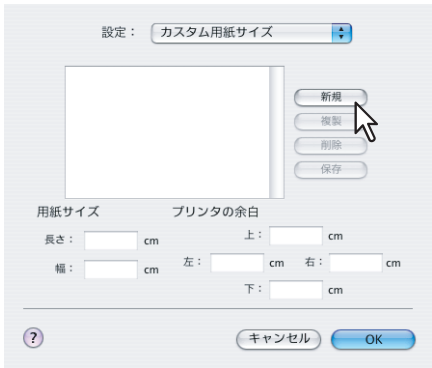 設定： カスタム用紙サイズ
新規
複製
削除
保存
用紙サイズ プリンタの余白
長さ： cm 上： cm
幅： cm 左： cm 右： cm
下： cm
? キャンセル OK